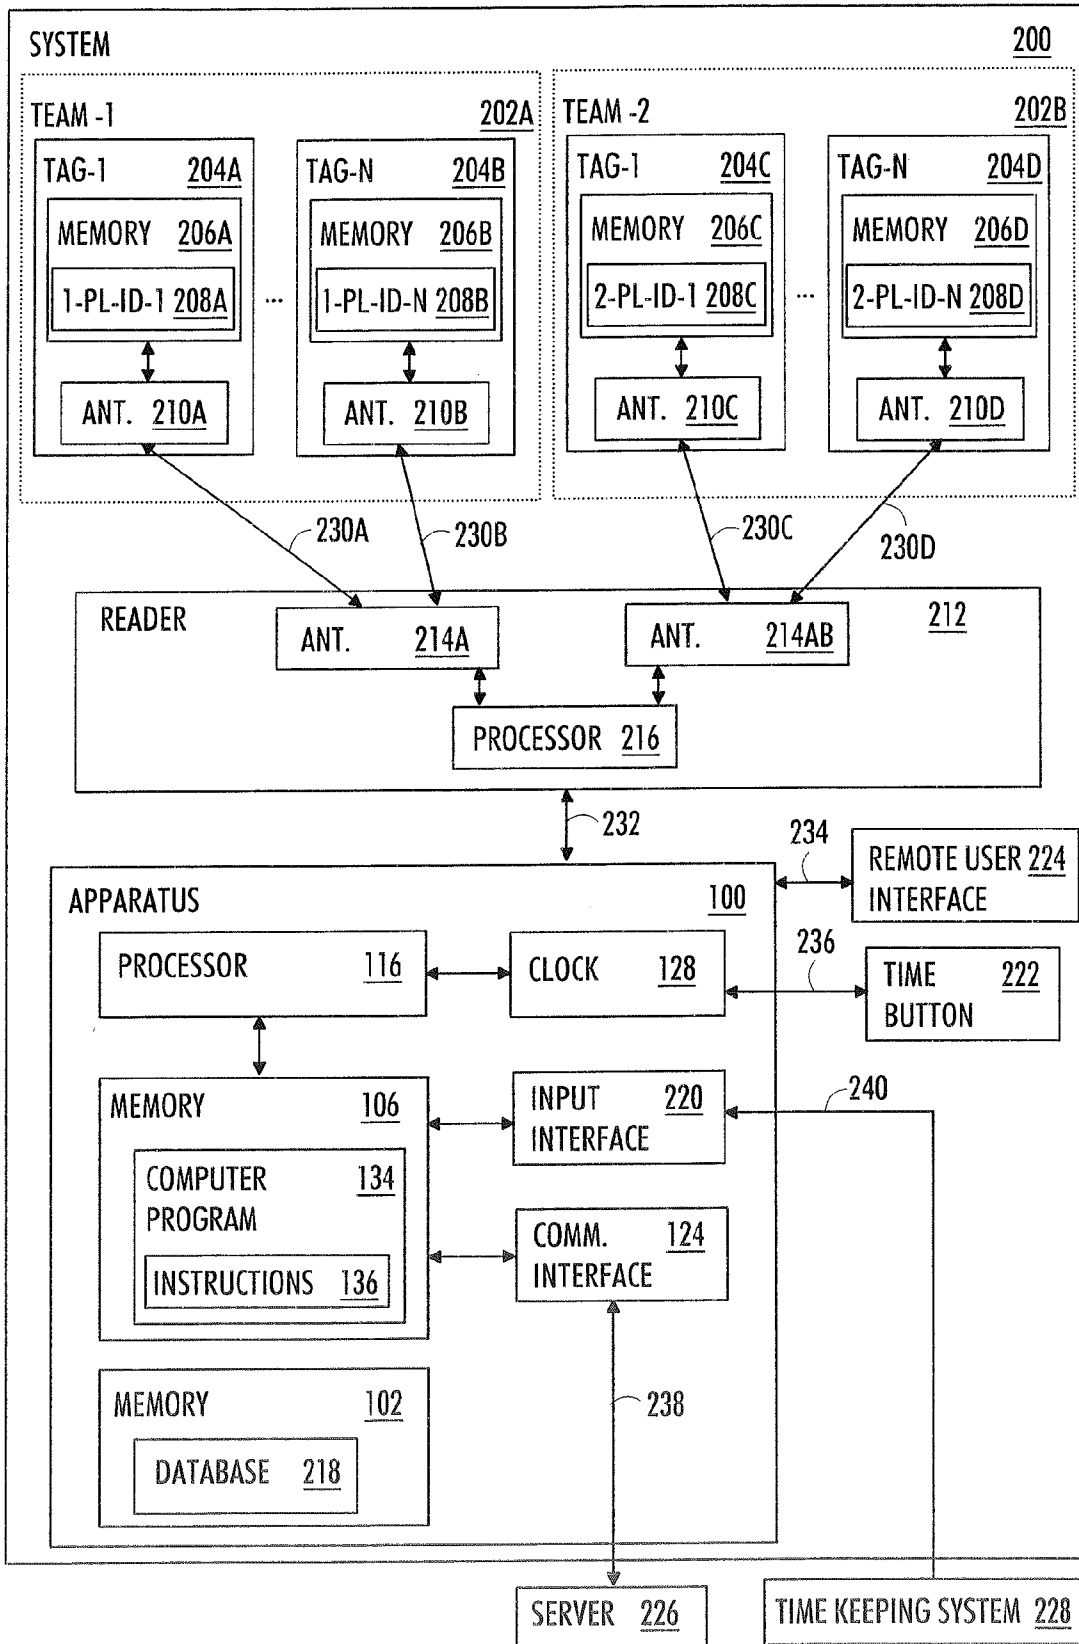 SYSTEM 200
TEAM -1 202A
TEAM -2 202B
TAG-1 204A
TAG-N 204B
TAG-1 204C
TAG-N 204D
MEMORY 206A
MEMORY 206B
MEMORY 206C
MEMORY 206D
1-PL-ID-1 208A
...
1-PL-ID-N 208B
2-PL-ID-1 208C
...
2-PL-ID-N 208D
ANT. 210A
ANT. 210B
ANT. 210C
ANT. 210D
230A
230B
230C
230D
READER 212
ANT. 214A
ANT. 214AB
PROCESSOR 216
232
234
REMOTE USER 224
INTERFACE
APPARATUS 100
PROCESSOR 116
CLOCK 128
236
TIME 222
BUTTON
MEMORY 106
INPUT 220
INTERFACE
240
COMPUTER 134
PROGRAM
INSTRUCTIONS 136
COMM. 124
INTERFACE
238
MEMORY 102
DATABASE 218
SERVER 226
TIME KEEPING SYSTEM 228